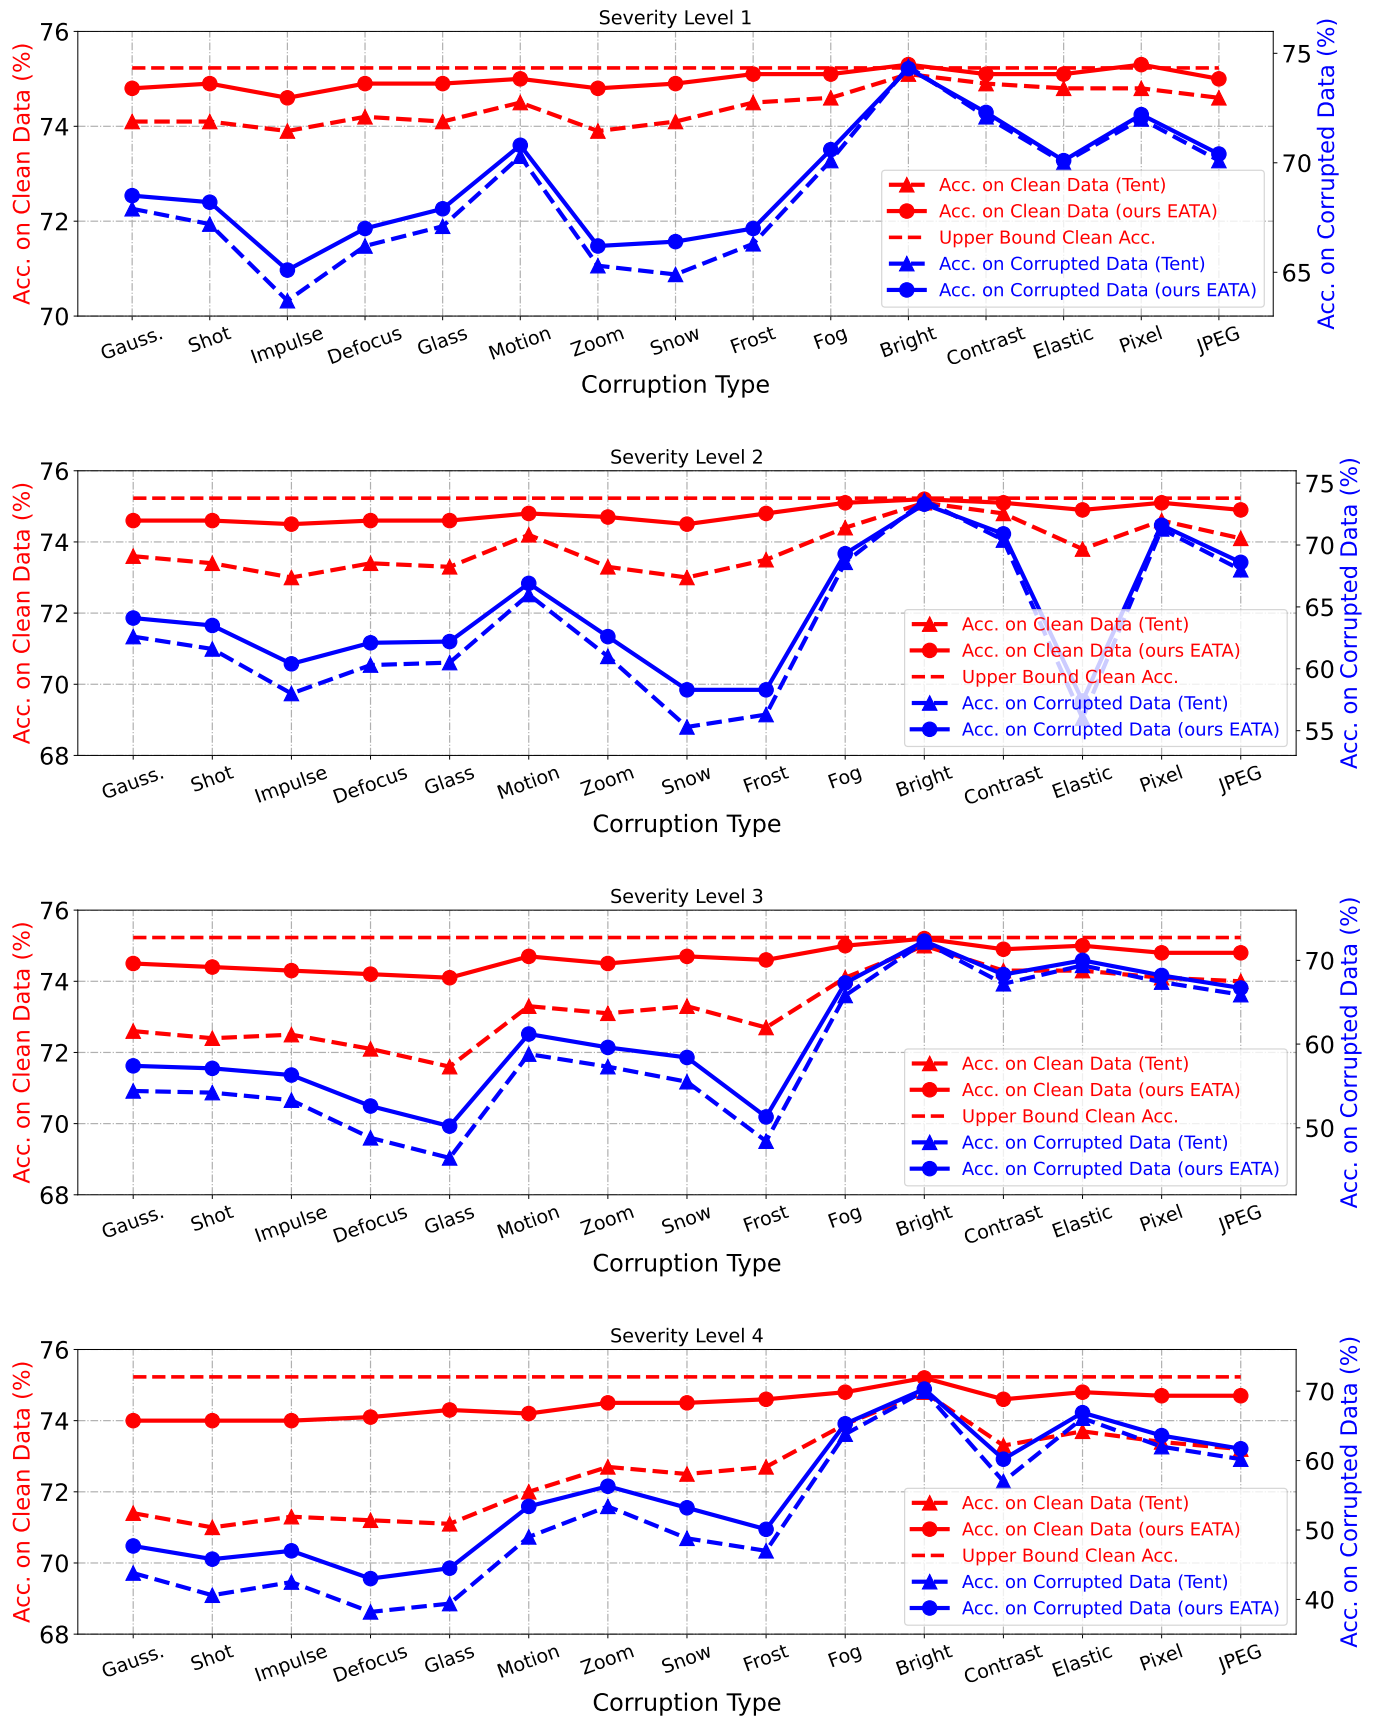 Severity Level 1
76
74
72
70
Acc. on Clean Data (%)
75
70
65
Acc. on Corrupted Data (%)
Acc. on Clean Data (Tent)
Acc. on Clean Data (ours EATA)
Upper Bound Clean Acc.
Acc. on Corrupted Data (Tent)
Acc. on Corrupted Data (ours EATA)
Gauss. Shot Impulse Defocus Glass Motion Zoom Snow Frost Fog Bright Contrast Elastic Pixel JPEG
Corruption Type
Severity Level 2
76
74
72
70
68
Acc. on Clean Data (%)
75
70
65
60
55
Acc. on Corrupted Data (%)
Acc. on Clean Data (Tent)
Acc. on Clean Data (ours EATA)
Upper Bound Clean Acc.
Acc. on Corrupted Data (Tent)
Acc. on Corrupted Data (ours EATA)
Gauss. Shot Impulse Defocus Glass Motion Zoom Snow Frost Fog Bright Contrast Elastic Pixel JPEG
Corruption Type
Severity Level 3
76
74
72
70
68
Acc. on Clean Data (%)
70
60
50
Acc. on Corrupted Data (%)
Acc. on Clean Data (Tent)
Acc. on Clean Data (ours EATA)
Upper Bound Clean Acc.
Acc. on Corrupted Data (Tent)
Acc. on Corrupted Data (ours EATA)
Gauss. Shot Impulse Defocus Glass Motion Zoom Snow Frost Fog Bright Contrast Elastic Pixel JPEG
Corruption Type
Severity Level 4
76
74
72
70
68
Acc. on Clean Data (%)
70
60
50
40
Acc. on Corrupted Data (%)
Acc. on Clean Data (Tent)
Acc. on Clean Data (ours EATA)
Upper Bound Clean Acc.
Acc. on Corrupted Data (Tent)
Acc. on Corrupted Data (ours EATA)
Gauss. Shot Impulse Defocus Glass Motion Zoom Snow Frost Fog Bright Contrast Elastic Pixel JPEG
Corruption Type